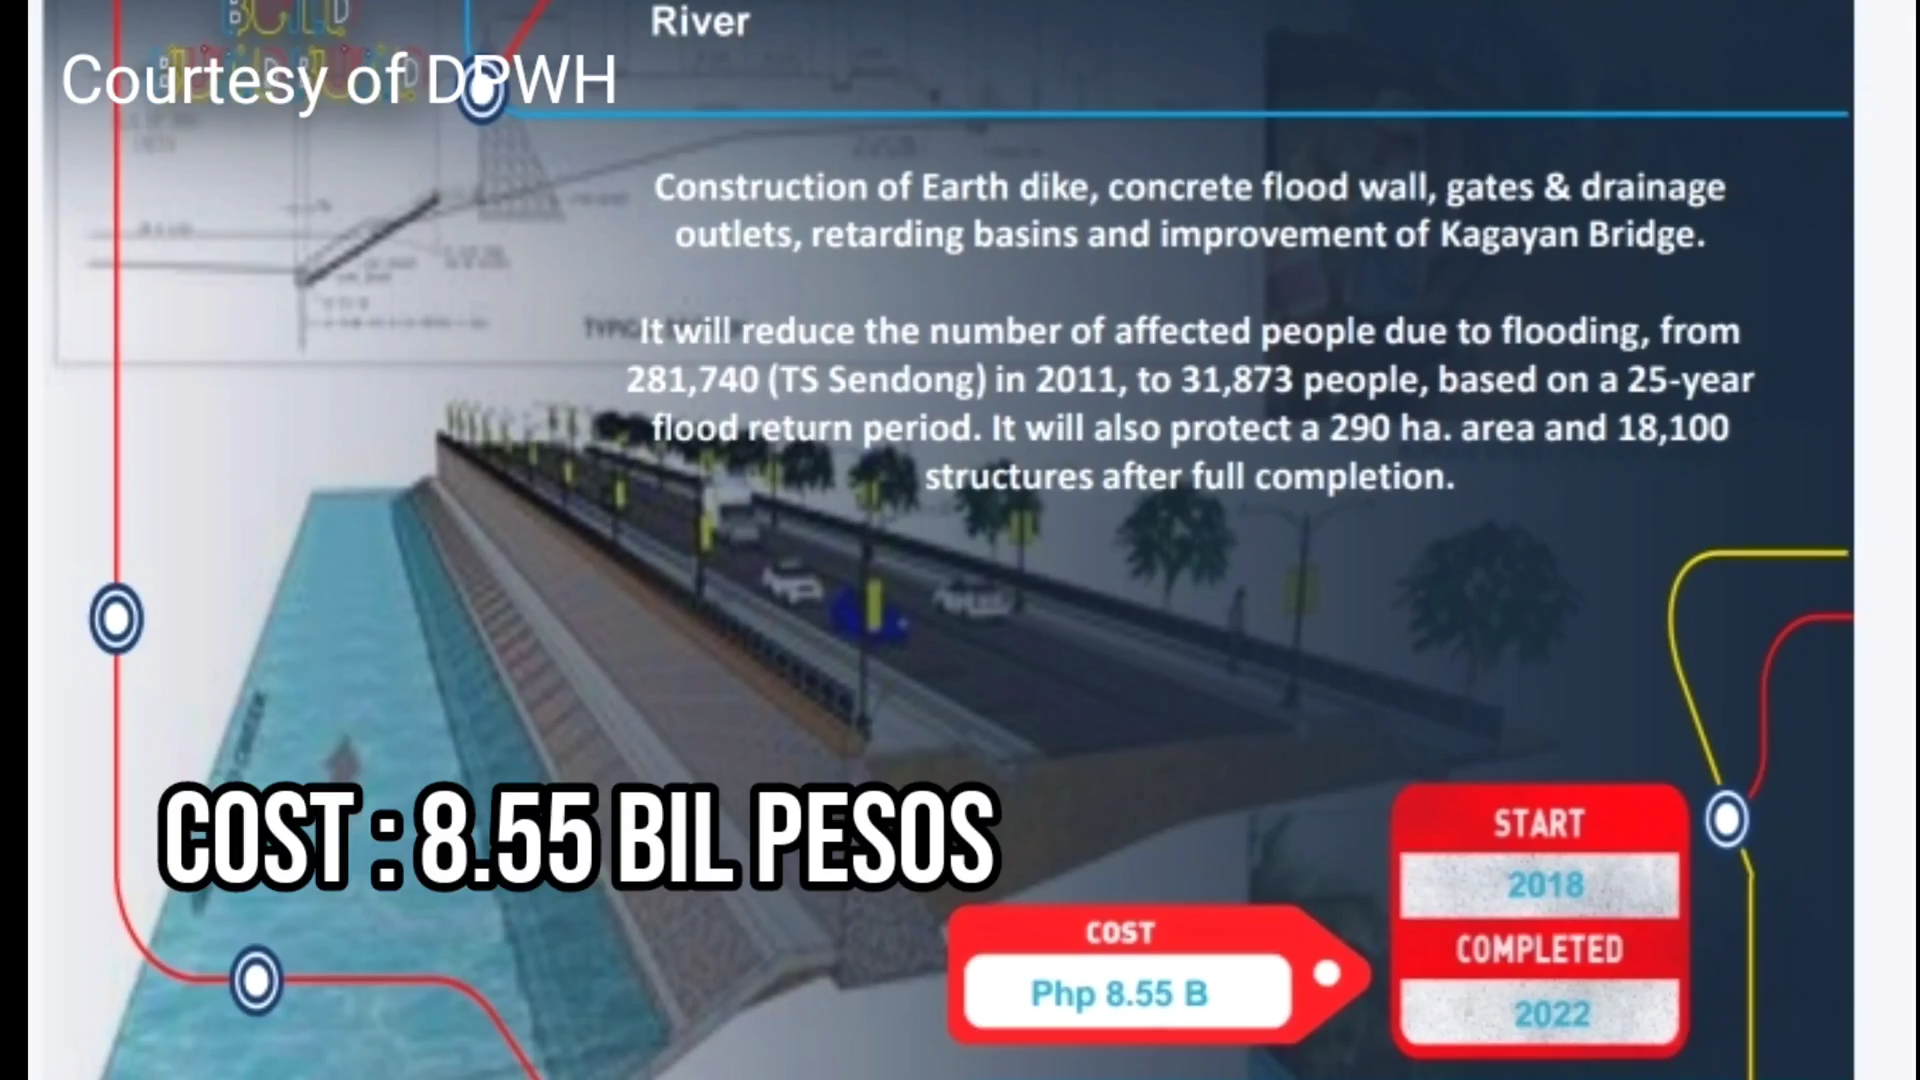 BUILD
River
Courtesy of DPWH
Construction of Earth dike, concrete flood wall, gates & drainage
outlets, retarding basins and improvement of Kagayan Bridge.
It will reduce the number of affected people due to flooding, from
281,740 (TS Sendong) in 2011, to 31,873 people, based on a 25-year
flood return period. It will also protect a 290 ha. area and 18,100
structures after full completion.
CREEK
COST : 8.55 BIL PESOS
COST
Php 8.55 B
START
2018
COMPLETED
2022